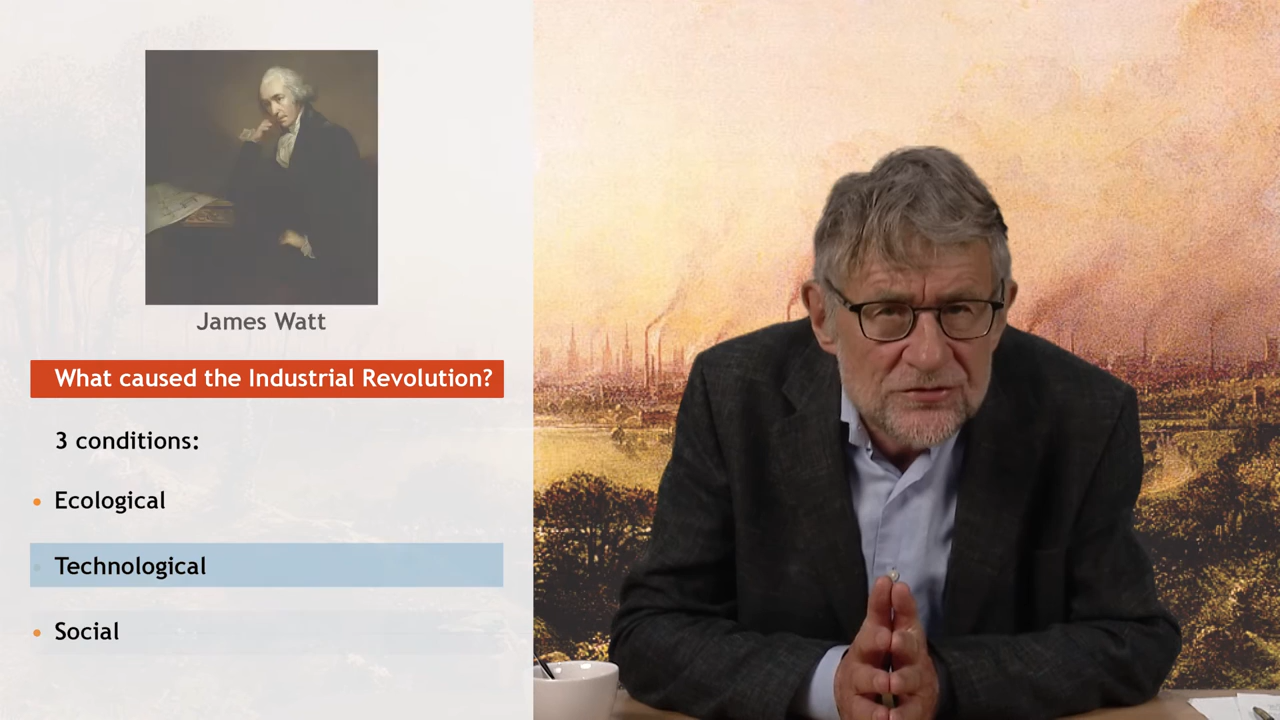 James Watt
What caused the Industrial Revolution?
3 conditions:
Ecological
Technological
Social